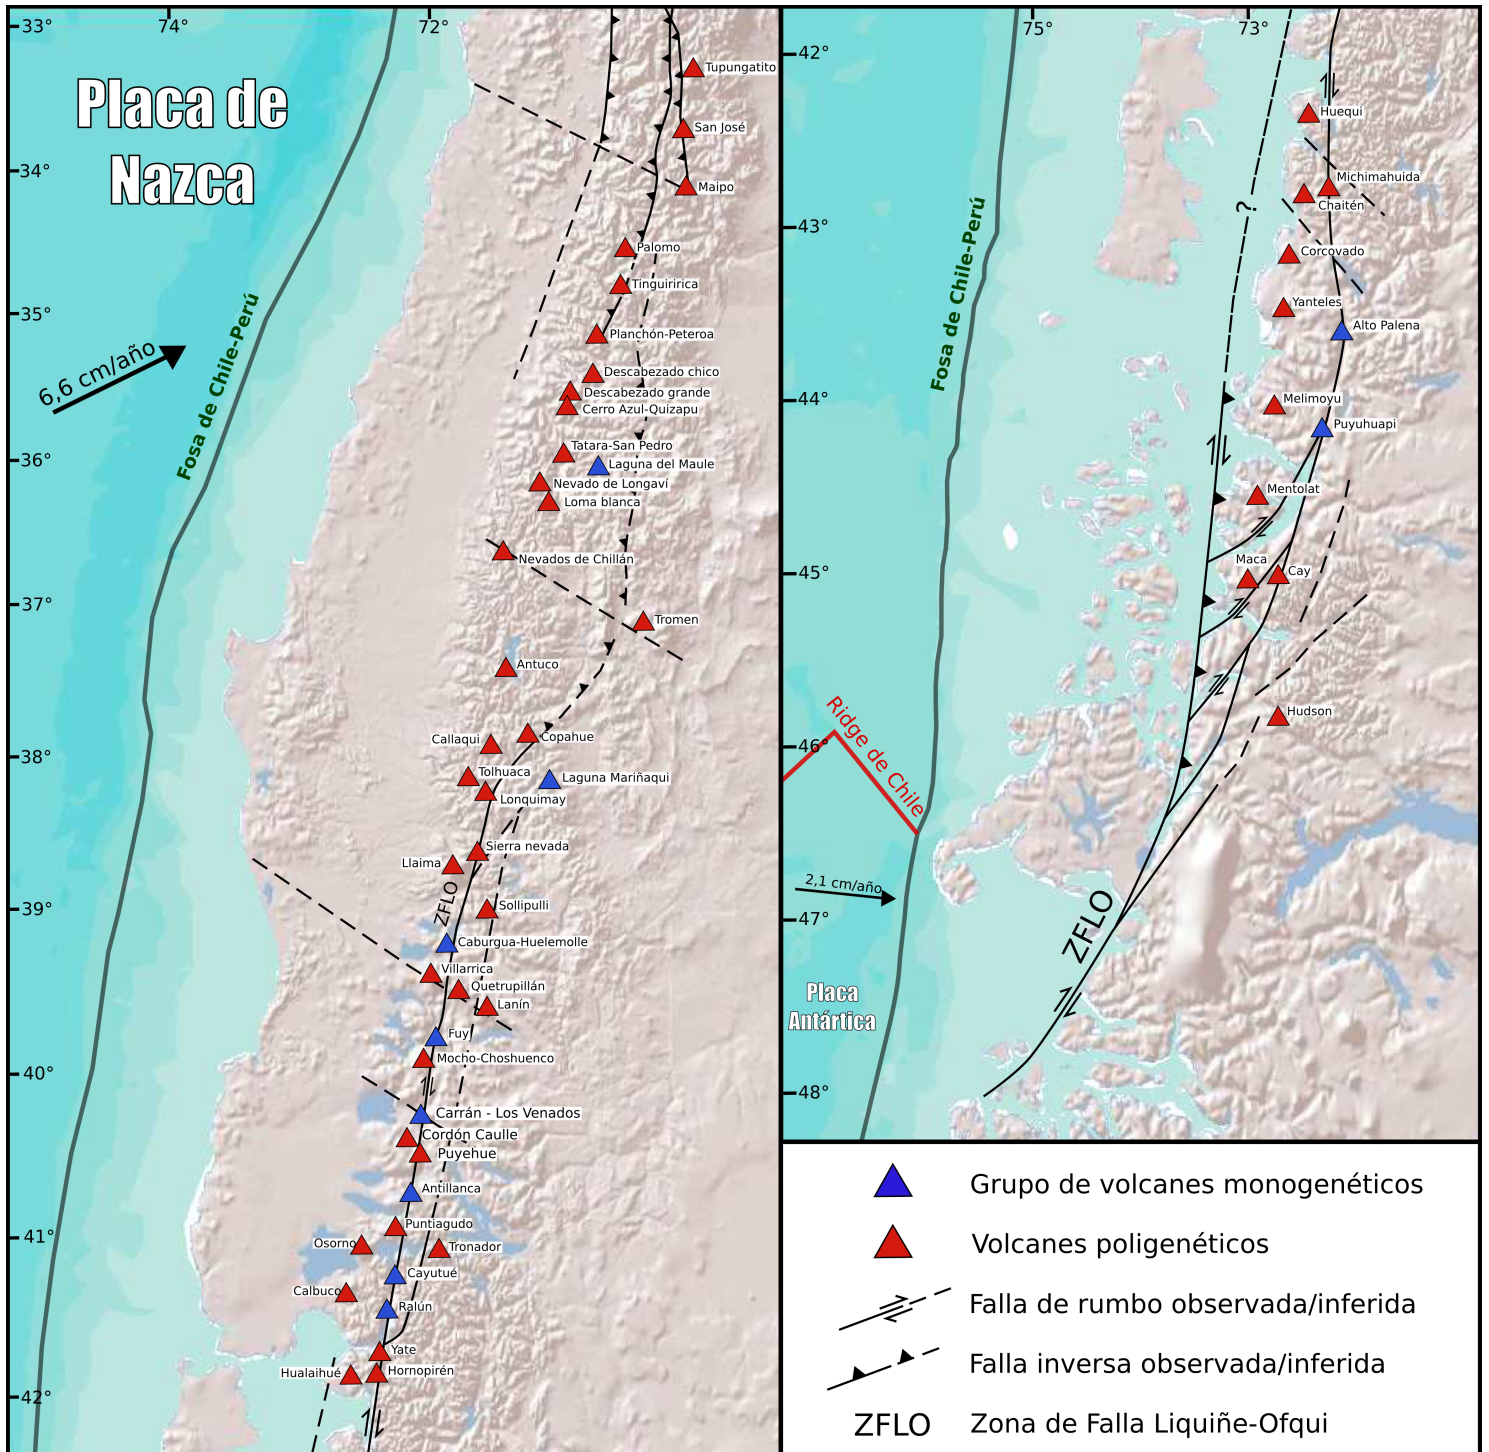 33°
74°
72°
Placa de
Nazca
34°
35°
36°
37°
38°
39°
40°
41°
42°
6,6 cm/año
Fosa de Chile-Perú
Tupungatito
San José
Maipo
Palomo
Tinguiririca
Planchón-Peteroa
Descabezado chico
Descabezado grande
Cerro Azul-Quizapu
Tatara-San Pedro
Laguna del Maule
Nevado de Longaví
Loma blanca
Nevados de Chillán
Tromen
Antuco
Callaqui
Copahue
Tolhuaca
Laguna Mariñaqui
Lonquimay
Sierra nevada
Llaima
ZFLO
Sollipulli
Caburgua-Huelemolle
Villarrica
Quetrupillán
Lanín
Fuy
Mocho-Choshuenco
Carrán - Los Venados
Cordón Caulle
Puyehue
Antillanca
Puntiagudo
Osorno
Tronador
Cayutué
Calbuco
Ralún
Yate
Hualaihué
Hornopirén
75°
73°
42°
43°
44°
45°
46°
47°
48°
Huequi
Michimahuida
Chaitén
?
Corcovado
Yanteles
Alto Palena
Fosa de Chile-Perú
Melimoyu
Puyuhuapi
Mentolat
Maca
Cay
Hudson
Ridge de Chile
2,1 cm/año
ZFLO
Placa
Antártica
Grupo de volcanes monogenéticos
Volcanes poligenéticos
Falla de rumbo observada/inferida
Falla inversa observada/inferida
ZFLO Zona de Falla Liquiñe-Ofqui